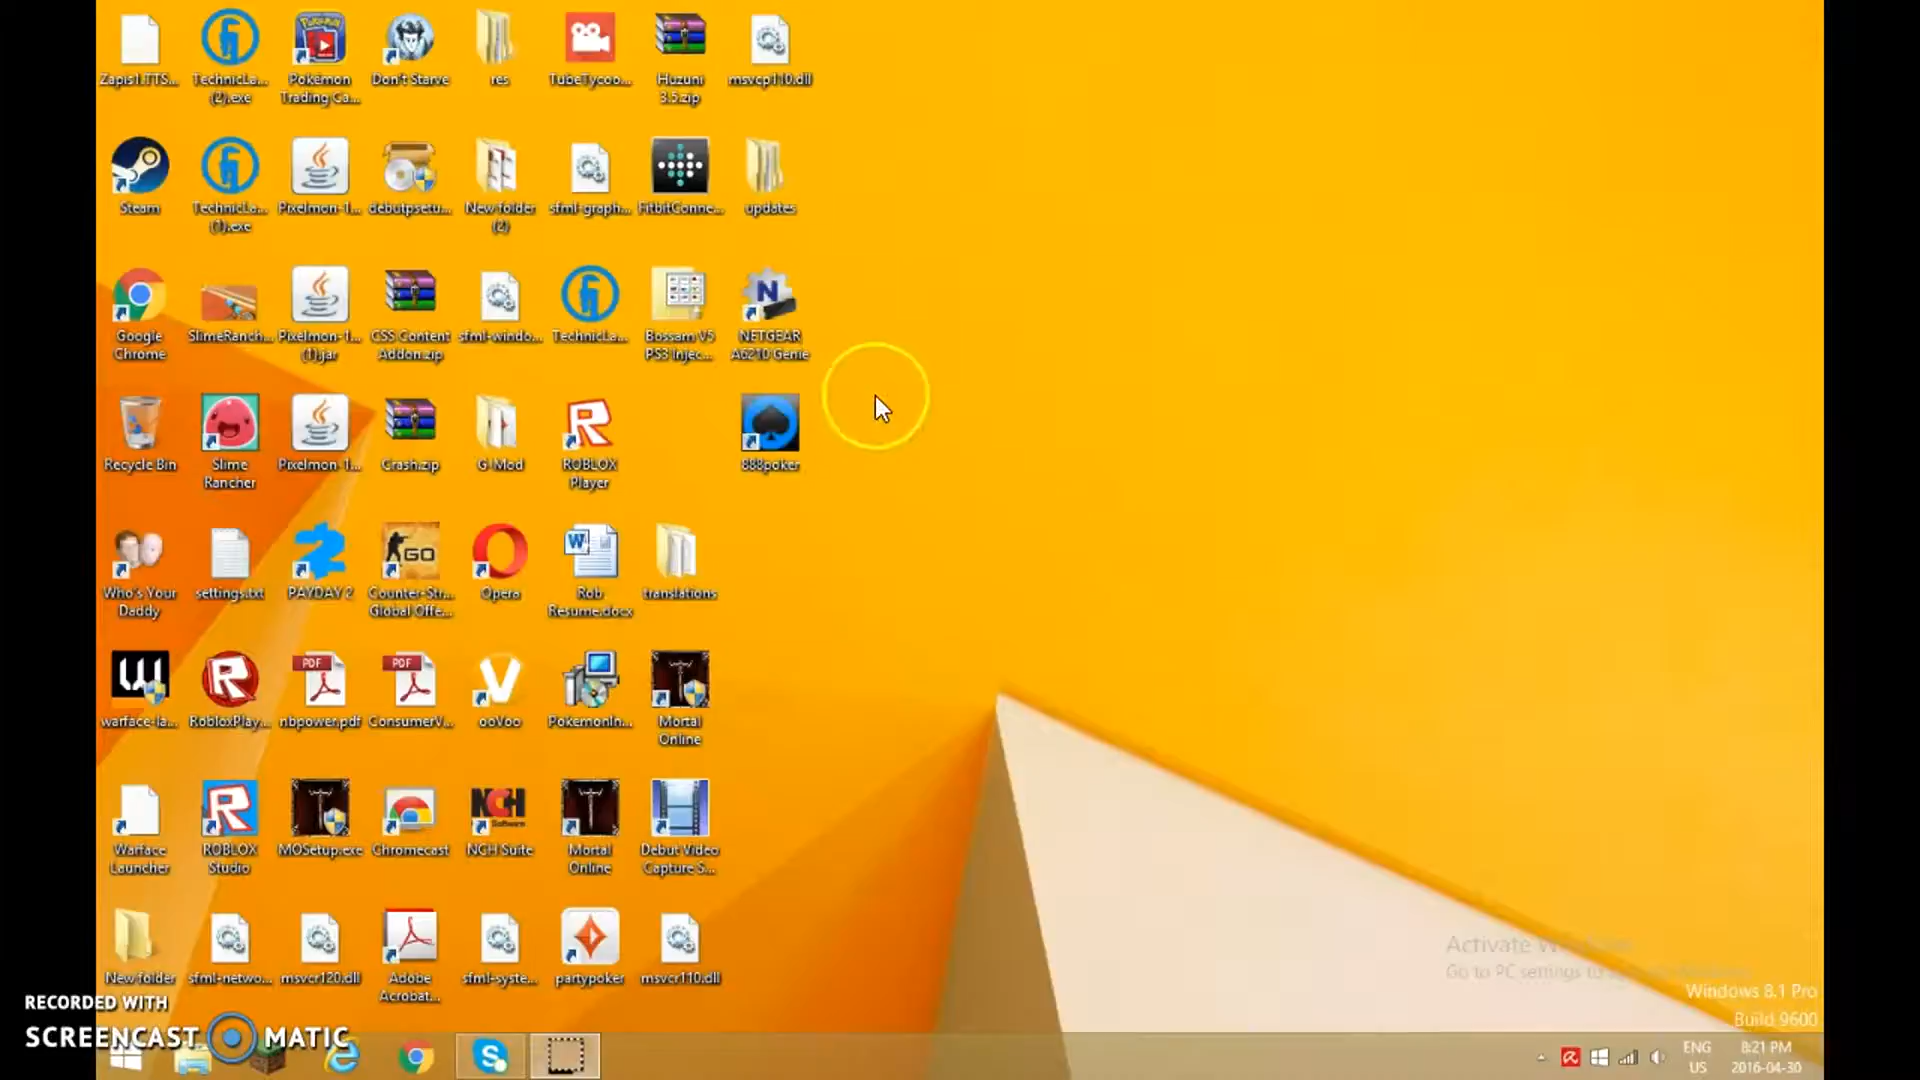 Zapis1.TTS...
TechnicLa... (2).exe
Pokémon Trading Ca...
Don't Starve
res
TubeTycoo...
Huzuni 3.5.zip
msvcp110.dll
Steam
TechnicLa... (1).exe
Pixelmon-1...
debutpsetu...
New folder (2)
sfml-graph...
FitbitConne...
updates
Google Chrome
SlimeRanch...
Pixelmon-1... (1).jar
CSS Content Addon.zip
sfml-windo...
TechnicLa...
Bossam V5 PS3 Injec...
NETGEAR A6210 Genie
Recycle Bin
Slime Rancher
Pixelmon-1...
Crash.zip
G-Mod
ROBLOX Player
888poker
Who's Your Daddy
settings.txt
PAYDAY 2
Counter-Str... Global Offe...
Opera
Rob Resume.docx
translations
warface-la...
RobloxPlay...
nbpower.pdf
ConsumerV...
ooVoo
PokemonIn...
Mortal Online
Warface Launcher
ROBLOX Studio
MOSetup.exe
Chromecast
NCH Suite
Mortal Online
Debut Video Capture S...
New folder
sfml-netwo...
msvcr120.dll
Adobe Acrobat...
sfml-syste...
partypoker
msvcr110.dll
Activate
Go to PC settings to
Windows 8.1 Pro
Build 9600
RECORDED WITH
SCREENCAST MATIC
ENG
US
8:21 PM
2016-04-30